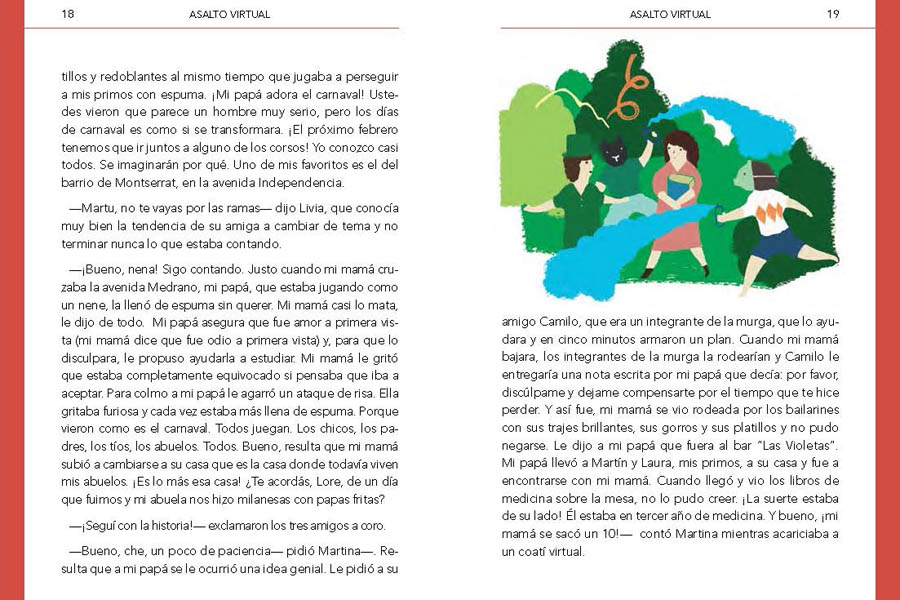 18
ASALTO VIRTUAL
tillos y redoblantes al mismo tiempo que jugaba a perseguir
a mis primos con espuma. ¡Mi papá adora el carnaval! Uste-
des vieron que parece un hombre muy serio, pero los días
de carnaval es como si se transformara. ¡El próximo febrero
tenemos que ir juntos a alguno de los corsos! Yo conozco casi
todos. Se imaginarán por qué. Uno de mis favoritos es el del
barrio de Montserrat, en la avenida Independencia.
—Martu, no te vayas por las ramas— dijo Livia, que conocía
muy bien la tendencia de su amiga a cambiar de tema y no
terminar nunca lo que estaba contando.
—¡Bueno, nena! Sigo contando. Justo cuando mi mamá cru-
zaba la avenida Medrano, mi papá, que estaba jugando como
un nene, la llenó de espuma sin querer. Mi mamá casi lo mata,
le dijo de todo. Mi papá asegura que fue amor a primera vis-
ta (mi mamá dice que fue odio a primera vista) y, para que lo
disculpara, le propuso ayudarla a estudiar. Mi mamá le gritó
que estaba completamente equivocado si pensaba que iba a
aceptar. Para colmo a mi papá le agarró un ataque de risa. Ella
gritaba furiosa y cada vez estaba más llena de espuma. Porque
vieron como es el carnaval. Todos juegan. Los chicos, los pa-
dres, los tíos, los abuelos. Todos. Bueno, resulta que mi mamá
subió a cambiarse a su casa que es la casa donde todavía viven
mis abuelos. ¡Es lo más esa casa! ¿Te acordás, Lore, de un día
que fuimos y mi abuela nos hizo milanesas con papas fritas?
—¡Seguí con la historia!— exclamaron los tres amigos a coro.
—Bueno, che, un poco de paciencia— pidió Martina—. Re-
sulta que a mi papá se le ocurrió una idea genial. Le pidió a su
ASALTO VIRTUAL
19
amigo Camilo, que era un integrante de la murga, que lo ayu-
dara y en cinco minutos armaron un plan. Cuando mi mamá
bajara, los integrantes de la murga la rodearían y Camilo le
entregaría una nota escrita por mi papá que decía: por favor,
discúlpame y dejame compensarte por el tiempo que te hice
perder. Y así fue, mi mamá se vio rodeada por los bailarines
con sus trajes brillantes, sus gorros y sus platillos y no pudo
negarse. Le dijo a mi papá que fuera al bar "Las Violetas".
Mi papá llevó a Martín y Laura, mis primos, a su casa y fue a
encontrarse con mi mamá. Cuando llegó y vio los libros de
medicina sobre la mesa, no lo pudo creer. ¡La suerte estaba
de su lado! Él estaba en tercer año de medicina. Y bueno, ¡mi
mamá se sacó un 10!— contó Martina mientras acariciaba a
un coatí virtual.